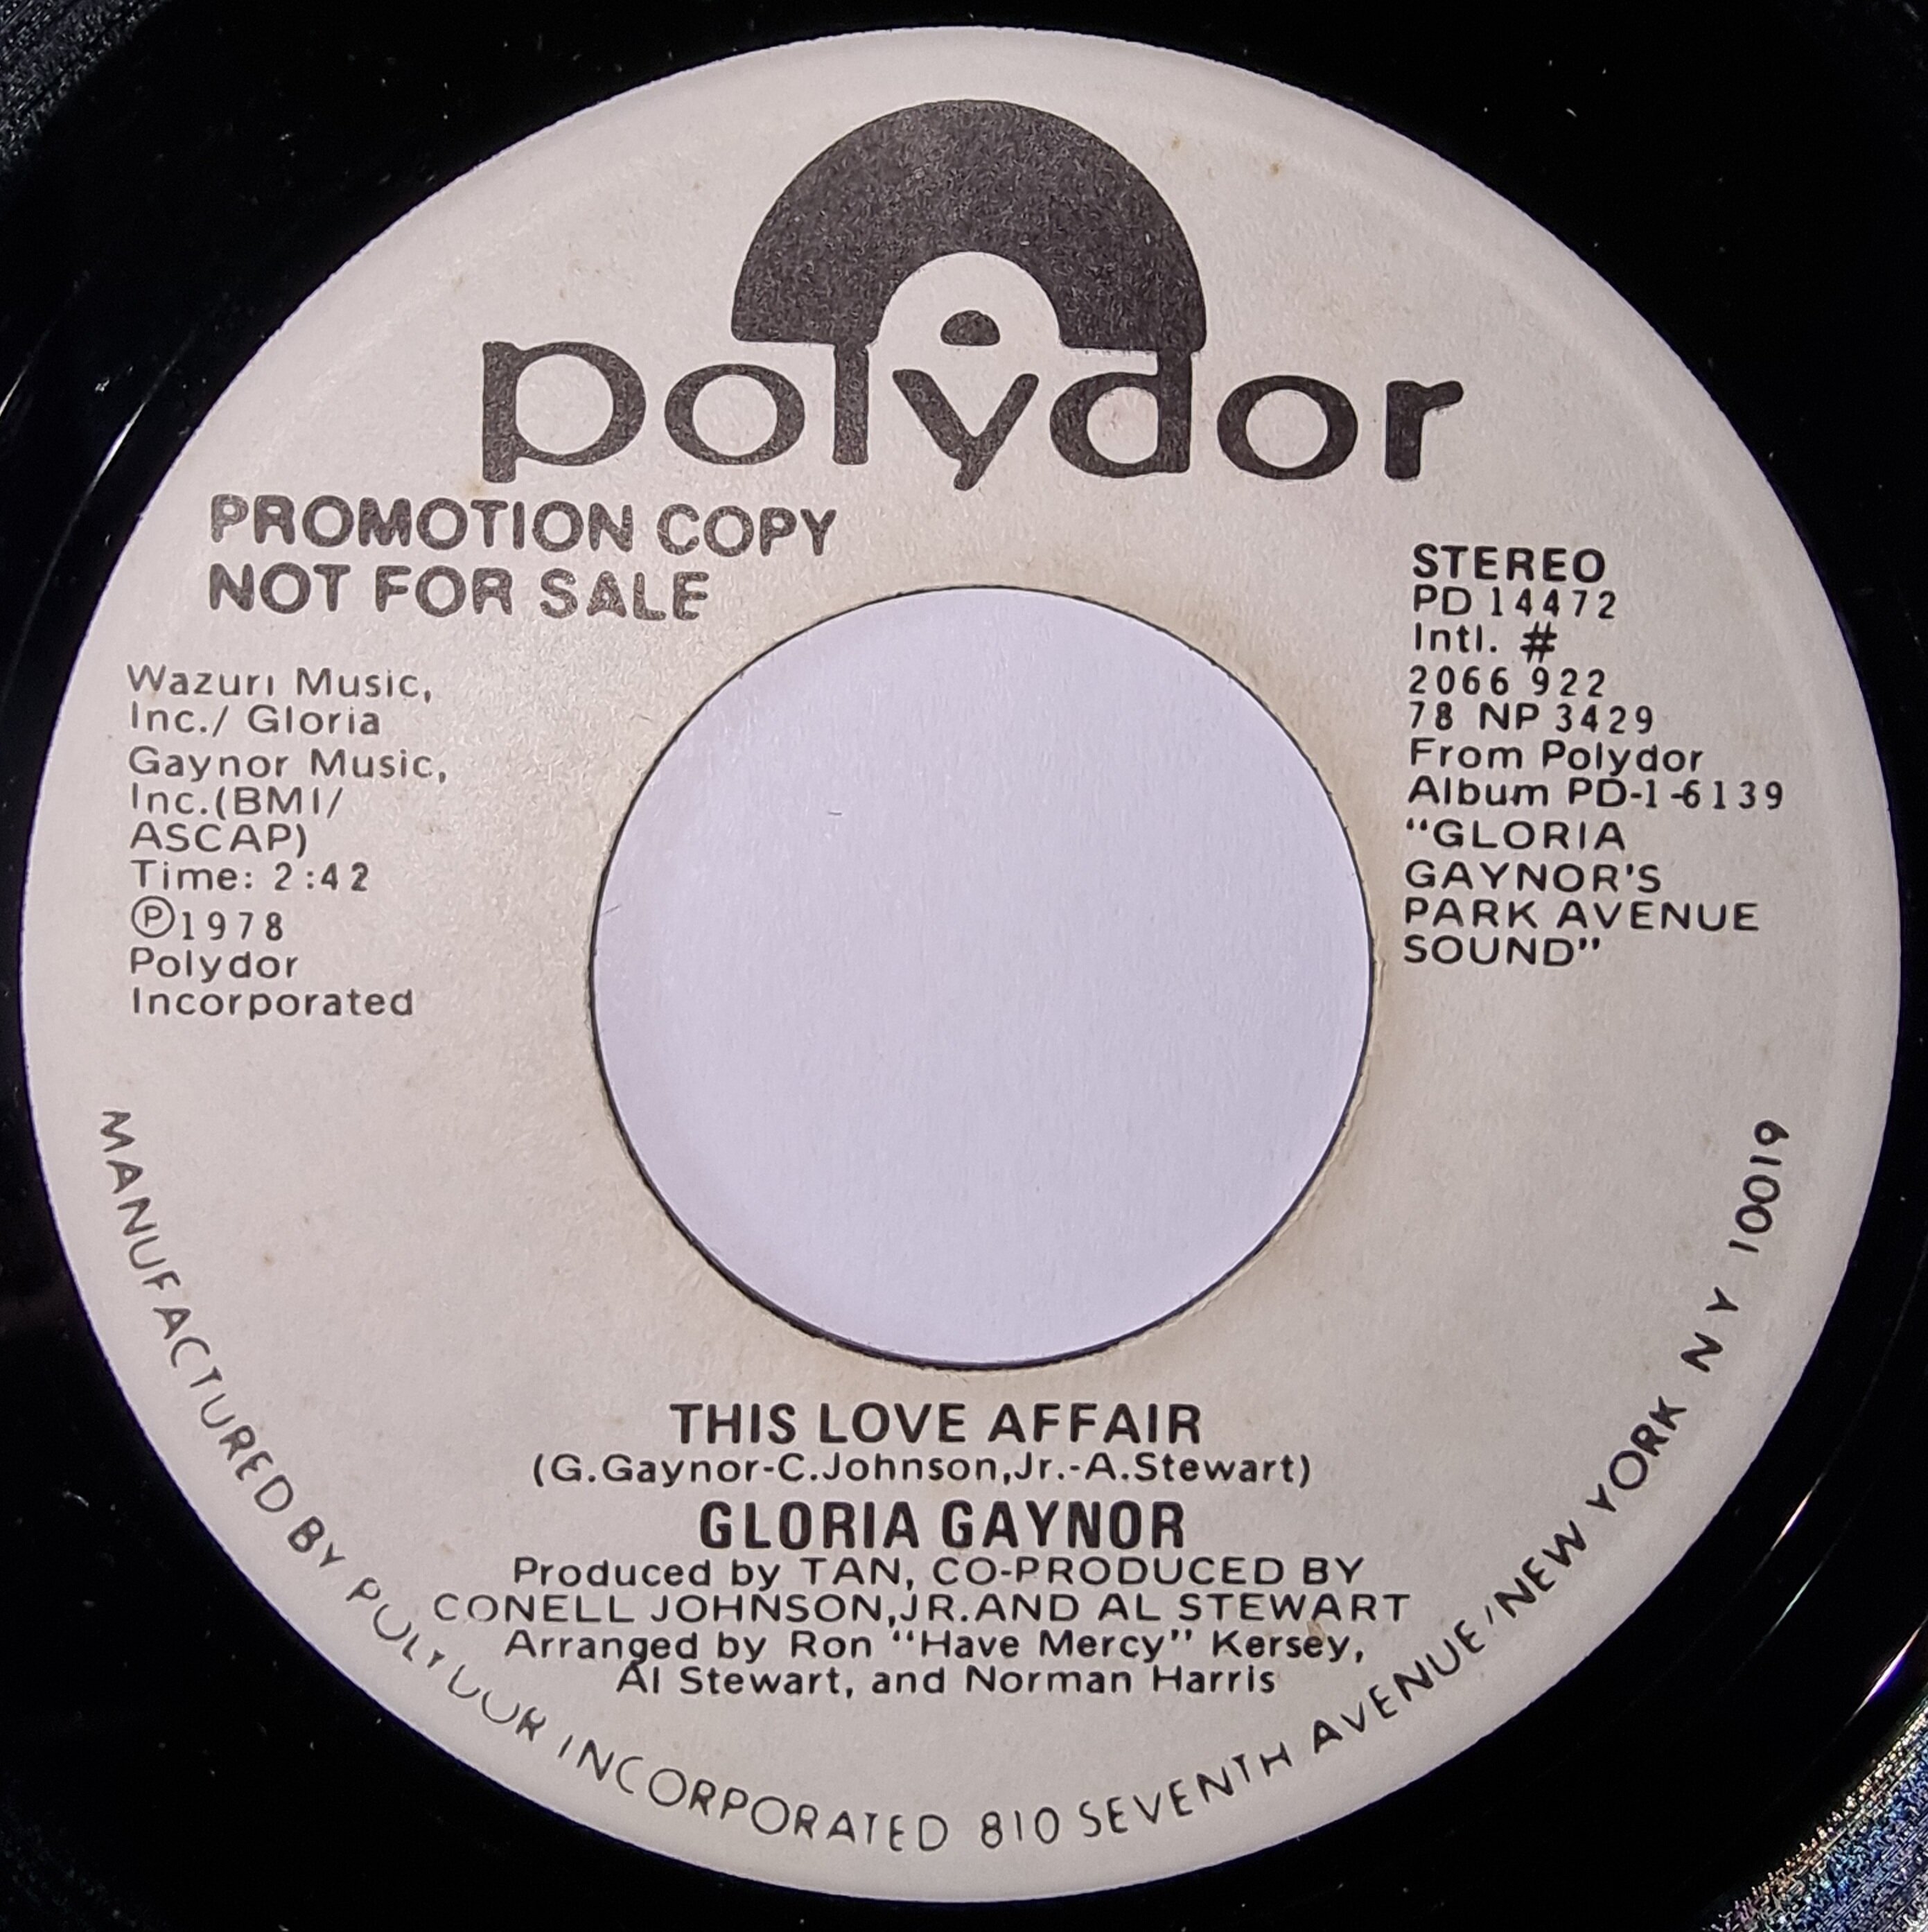 polydor
PROMOTION COPY
NOT FOR SALE
Wazuri Music,
Inc./ Gloria
Gaynor Music,
Inc.(BMI/
ASCAP)
Time: 2:42
Ⓟ1978
Polydor
Incorporated
STEREO
PD 14472
Intl. #
2066 922
78 NP 3429
From Polydor
Album PD-1-6139
“GLORIA
GAYNOR'S
PARK AVENUE
SOUND”
THIS LOVE AFFAIR
(G.Gaynor-C.Johnson,Jr.-A.Stewart)
GLORIA GAYNOR
Produced by TAN, CO-PRODUCED BY
CONELL JOHNSON,JR.AND AL STEWART
Arranged by Ron “Have Mercy” Kersey,
Al Stewart, and Norman Harris
MANUFACTURED BY POLYDOR INCORPORATED 810 SEVENTH AVENUE/NEW YORK N Y 10019